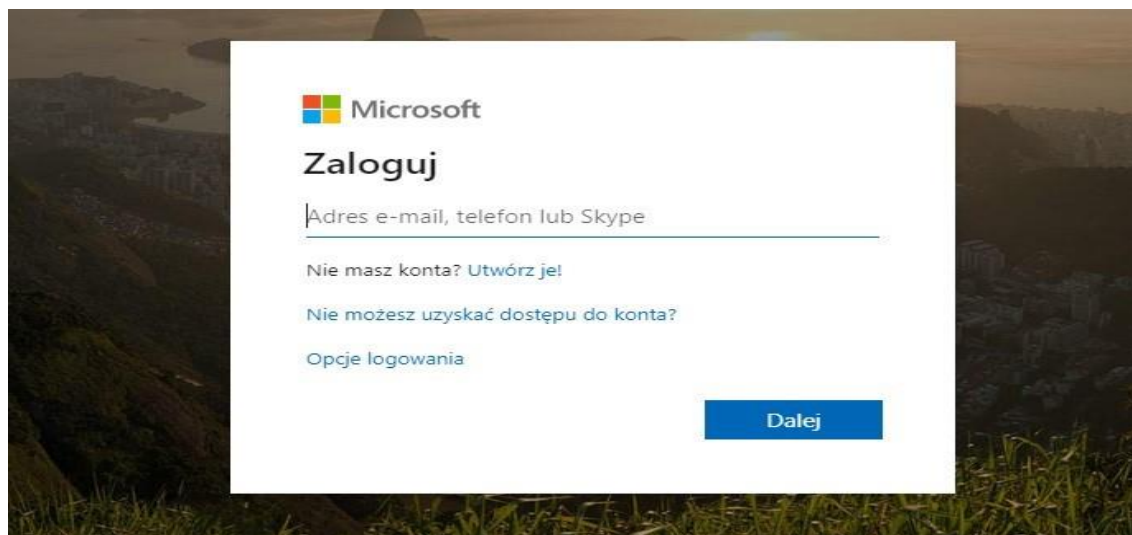 Microsoft
Zaloguj
Adres e-mail, telefon lub Skype
Nie masz konta? Utwórz je!
Nie możesz uzyskać dostępu do konta?
Opcje logowania
Dalej